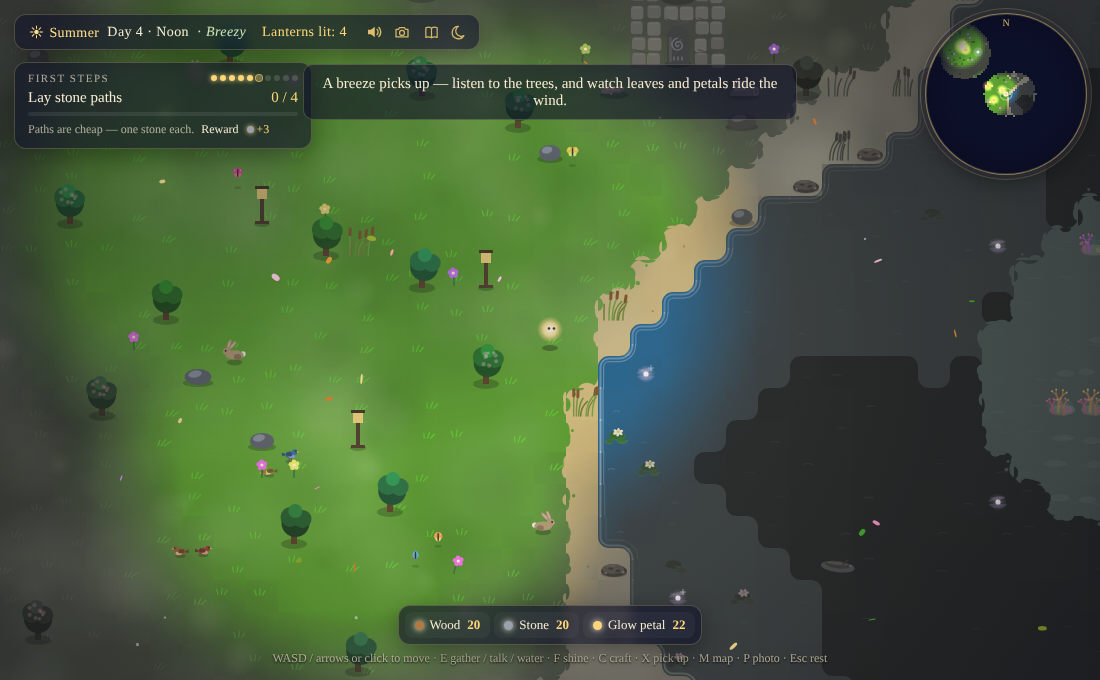 Summer Day 4 · Noon · Breezy Lanterns lit: 4
FIRST STEPS
Lay stone paths 0 / 4
Paths are cheap — one stone each. Reward +3
A breeze picks up — listen to the trees, and watch leaves and petals ride the
wind.
N
Wood 20 Stone 20 Glow petal 22
WASD / arrows or click to move · E gather / talk / water · F shine · C craft · X pick up · M map · P photo · Esc rest